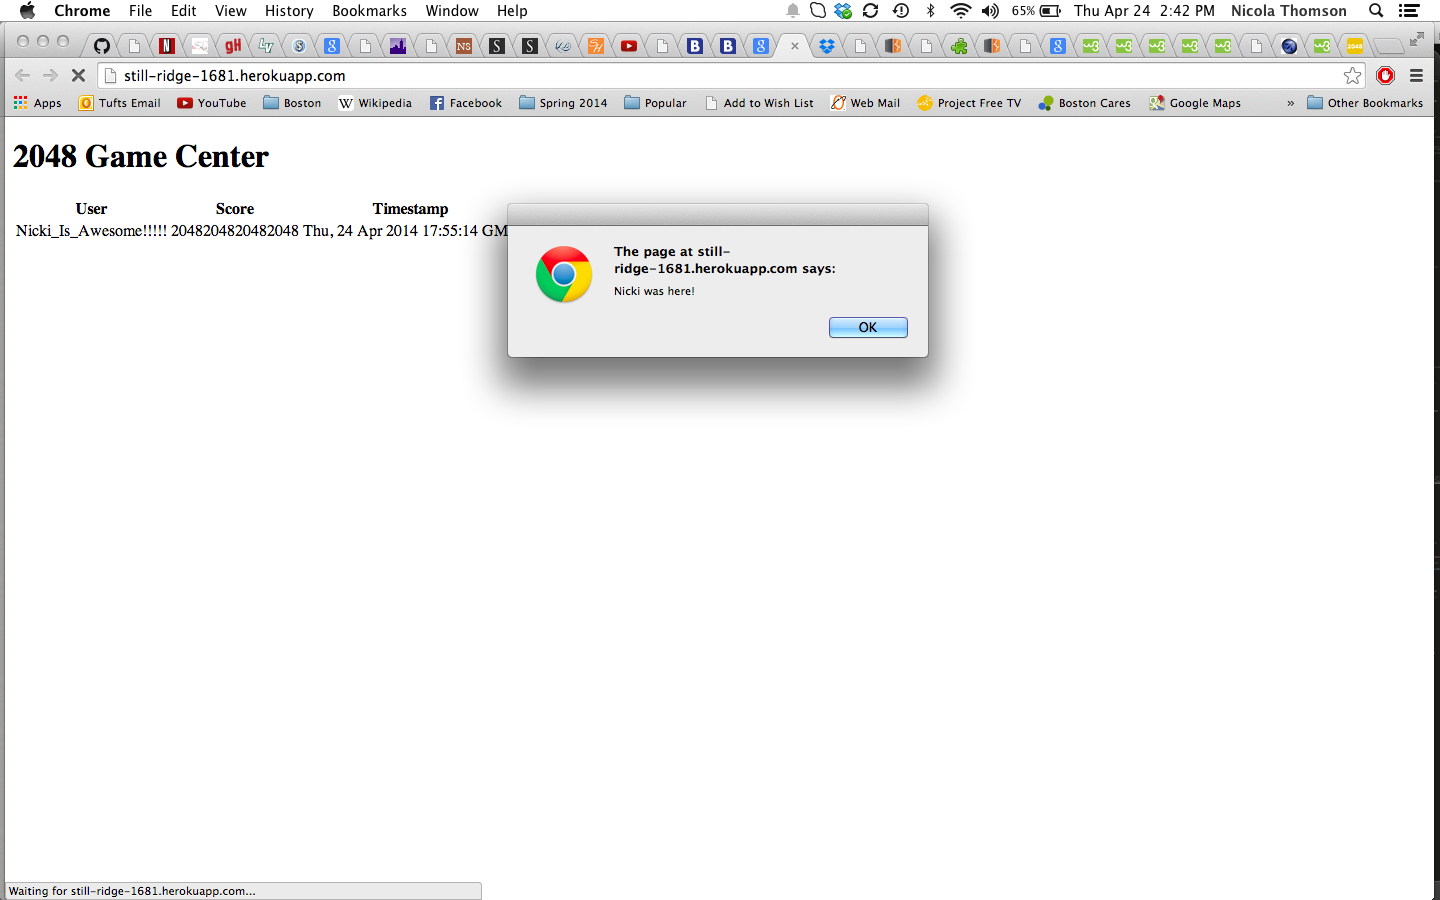 Chrome File Edit View History Bookmarks Window Help 65% Thu Apr 24 2:42 PM Nicola Thomson
still-ridge-1681.herokuapp.com
Apps Tufts Email YouTube Boston Wikipedia Facebook Spring 2014 Popular Add to Wish List Web Mail Project Free TV Boston Cares Google Maps » Other Bookmarks
2048 Game Center
User Score Timestamp
Nicki_Is_Awesome!!!!! 2048204820482048 Thu, 24 Apr 2014 17:55:14 GM
The page at still-
ridge-1681.herokuapp.com says:
Nicki was here!
OK
Waiting for still-ridge-1681.herokuapp.com...